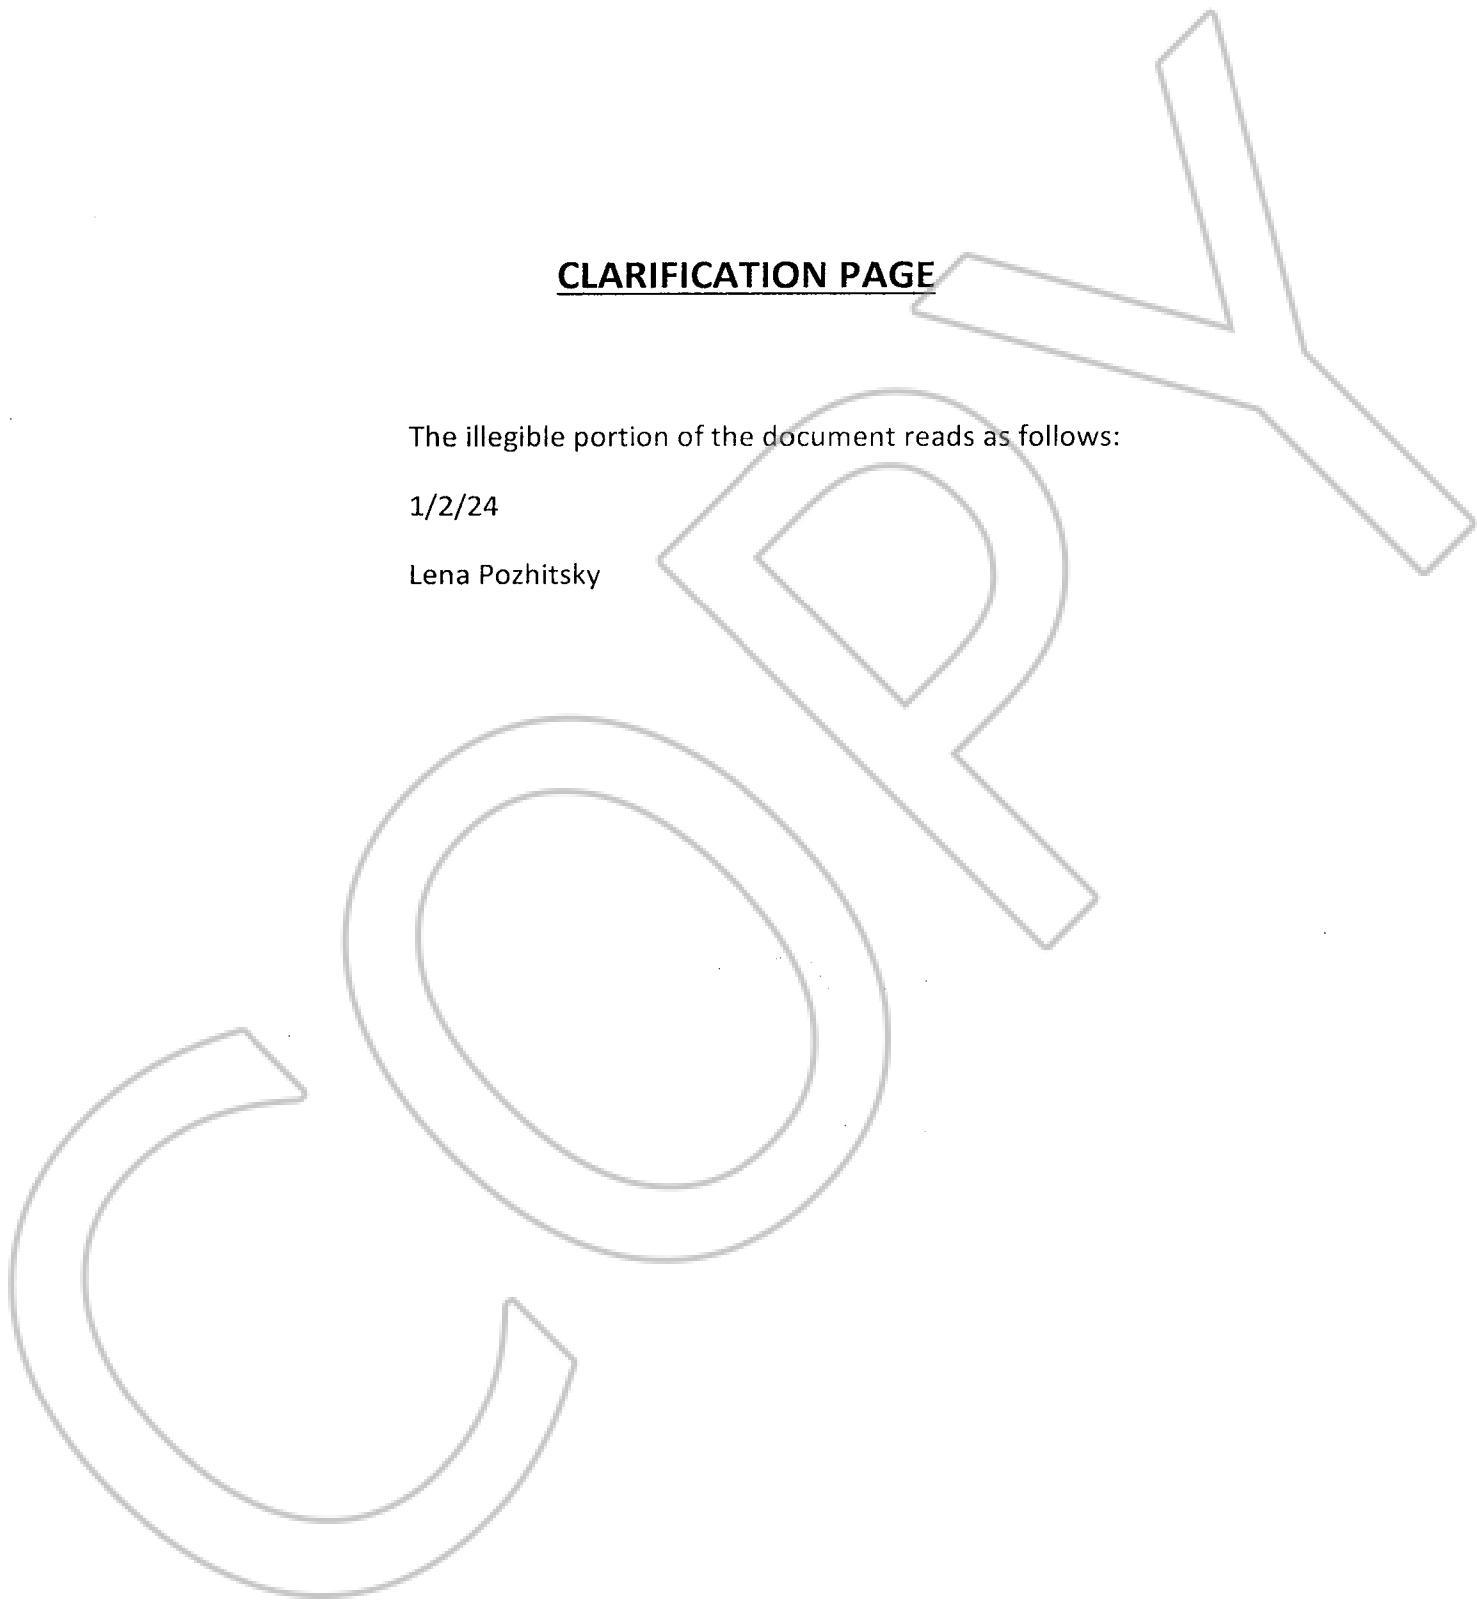 CLARIFICATION PAGE
The illegible portion of the document reads as follows:
1/2/24
Lena Pozhitsky
COPY